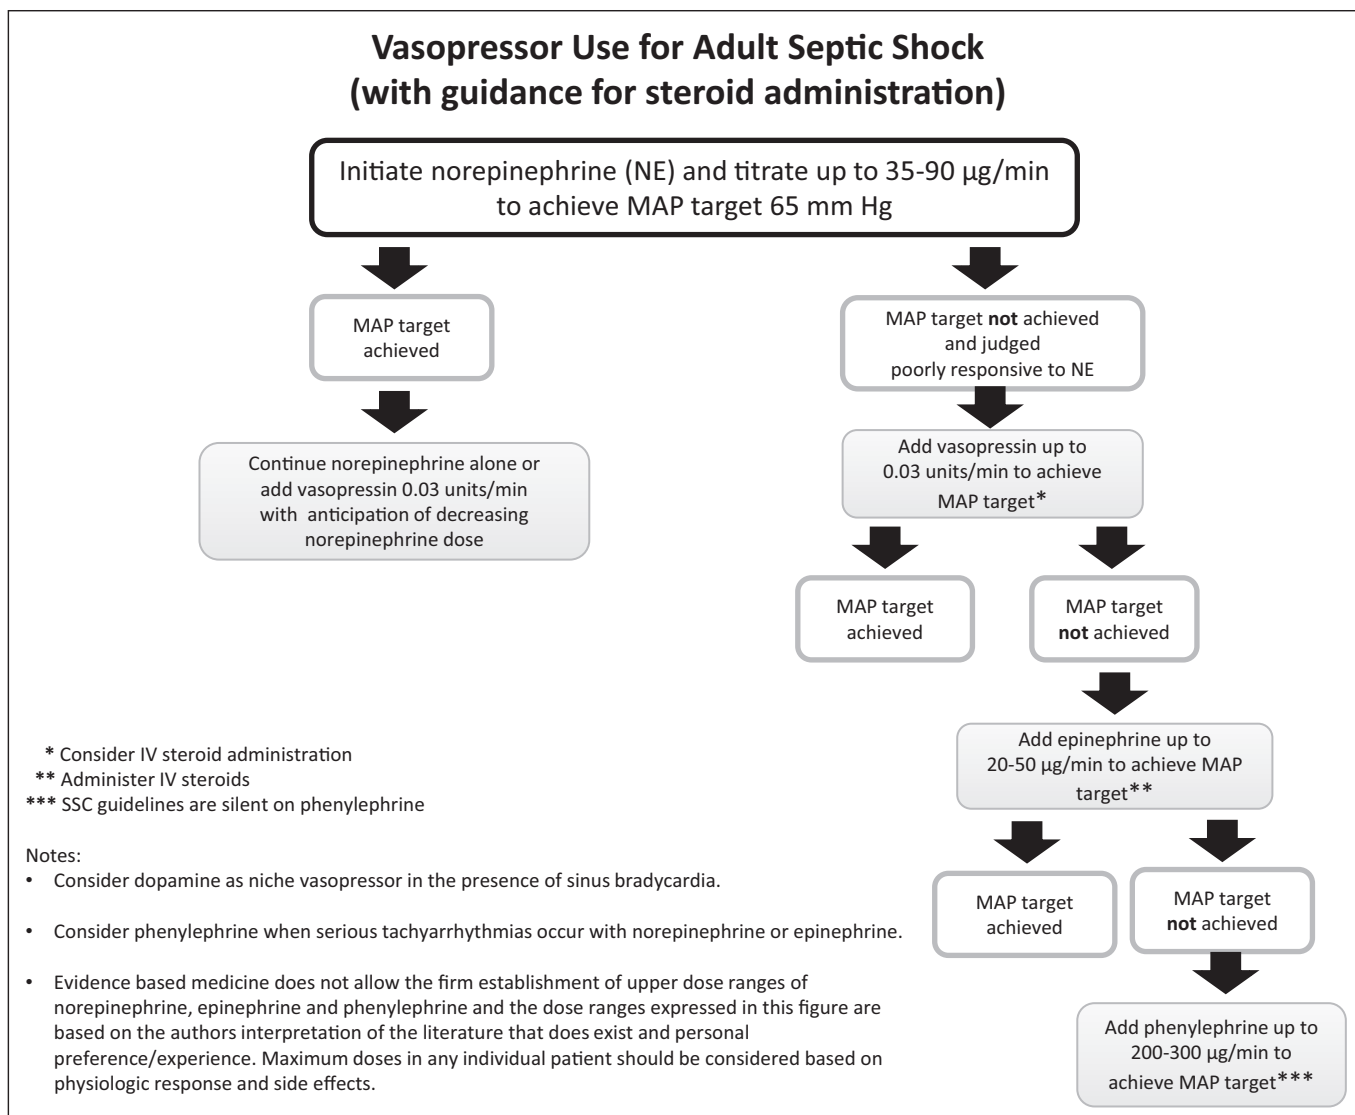 Vasopressor Use for Adult Septic Shock
(with guidance for steroid administration)
Initiate norepinephrine (NE) and titrate up to 35-90 µg/min
to achieve MAP target 65 mm Hg
MAP target
achieved
Continue norepinephrine alone or
add vasopressin 0.03 units/min
with anticipation of decreasing
norepinephrine dose
MAP target not achieved
and judged
poorly responsive to NE
Add vasopressin up to
0.03 units/min to achieve
MAP target*
MAP target
achieved
MAP target
not achieved
Add epinephrine up to
20-50 µg/min to achieve MAP
target**
MAP target
achieved
MAP target
not achieved
Add phenylephrine up to
200-300 µg/min to
achieve MAP target***
* Consider IV steroid administration
** Administer IV steroids
*** SSC guidelines are silent on phenylephrine
Notes:
• Consider dopamine as niche vasopressor in the presence of sinus bradycardia.
• Consider phenylephrine when serious tachyarrhythmias occur with norepinephrine or epinephrine.
• Evidence based medicine does not allow the firm establishment of upper dose ranges of
norepinephrine, epinephrine and phenylephrine and the dose ranges expressed in this figure are
based on the authors interpretation of the literature that does exist and personal
preference/experience. Maximum doses in any individual patient should be considered based on
physiologic response and side effects.